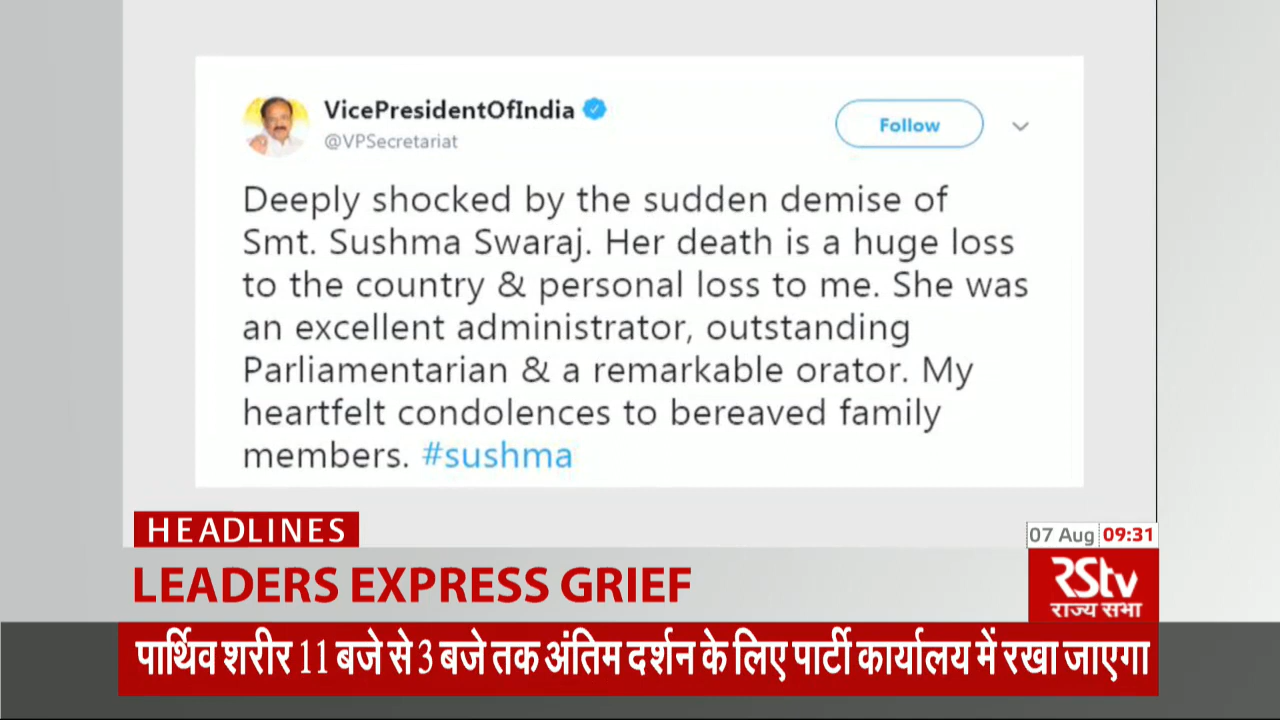 VicePresidentOfIndia
@VPSecretariat
Follow
Deeply shocked by the sudden demise of
Smt. Sushma Swaraj. Her death is a huge loss
to the country & personal loss to me. She was
an excellent administrator, outstanding
Parliamentarian & a remarkable orator. My
heartfelt condolences to bereaved family
members. #sushma
HEADLINES
07 Aug 09:31
LEADERS EXPRESS GRIEF
RSTV
राज्य सभा
पार्थिव शरीर 11 बजे से 3 बजे तक अंतिम दर्शन के लिए पार्टी कार्यालय में रखा जाएगा